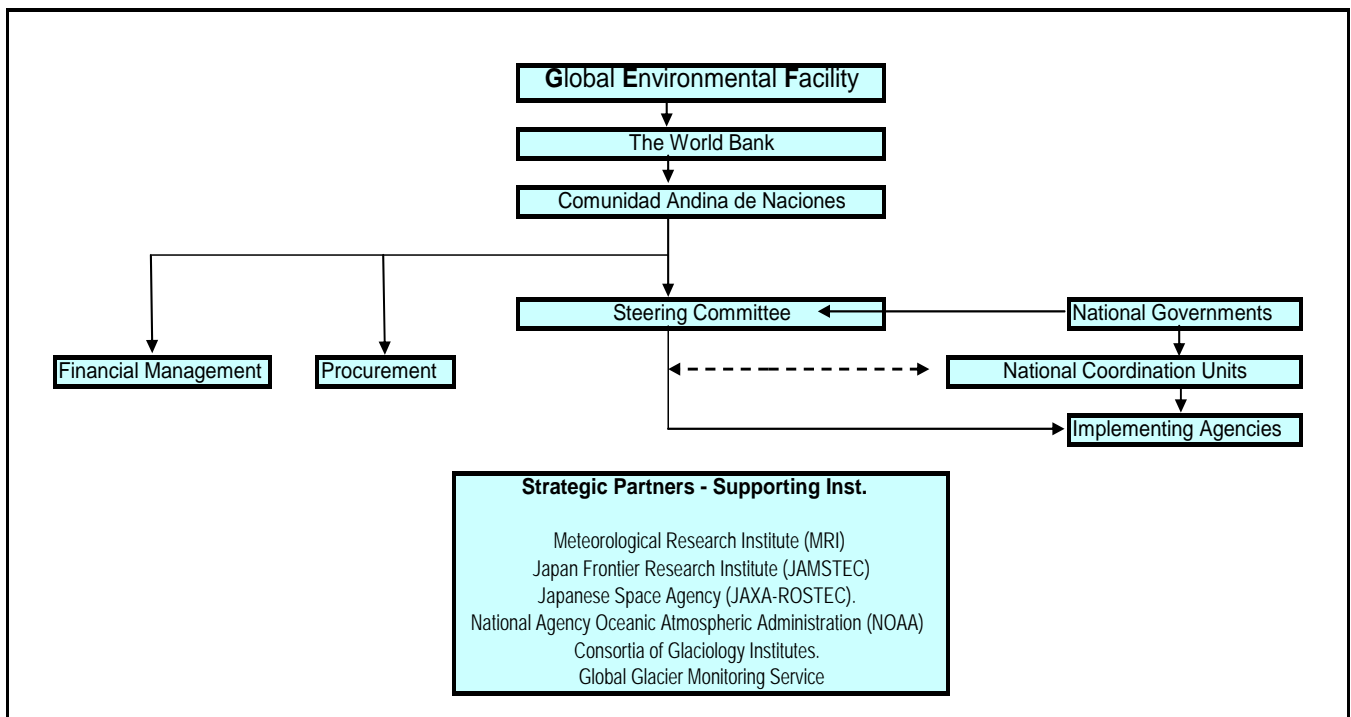 Global Environmental Facility
The World Bank
Comunidad Andina de Naciones
Steering Committee
National Governments
Financial Management
Procurement
National Coordination Units
Implementing Agencies
Strategic Partners - Supporting Inst.
Meteorological Research Institute (MRI)
Japan Frontier Research Institute (JAMSTEC)
Japanese Space Agency (JAXA-ROSTEC).
National Agency Oceanic Atmospheric Administration (NOAA)
Consortia of Glaciology Institutes.
Global Glacier Monitoring Service